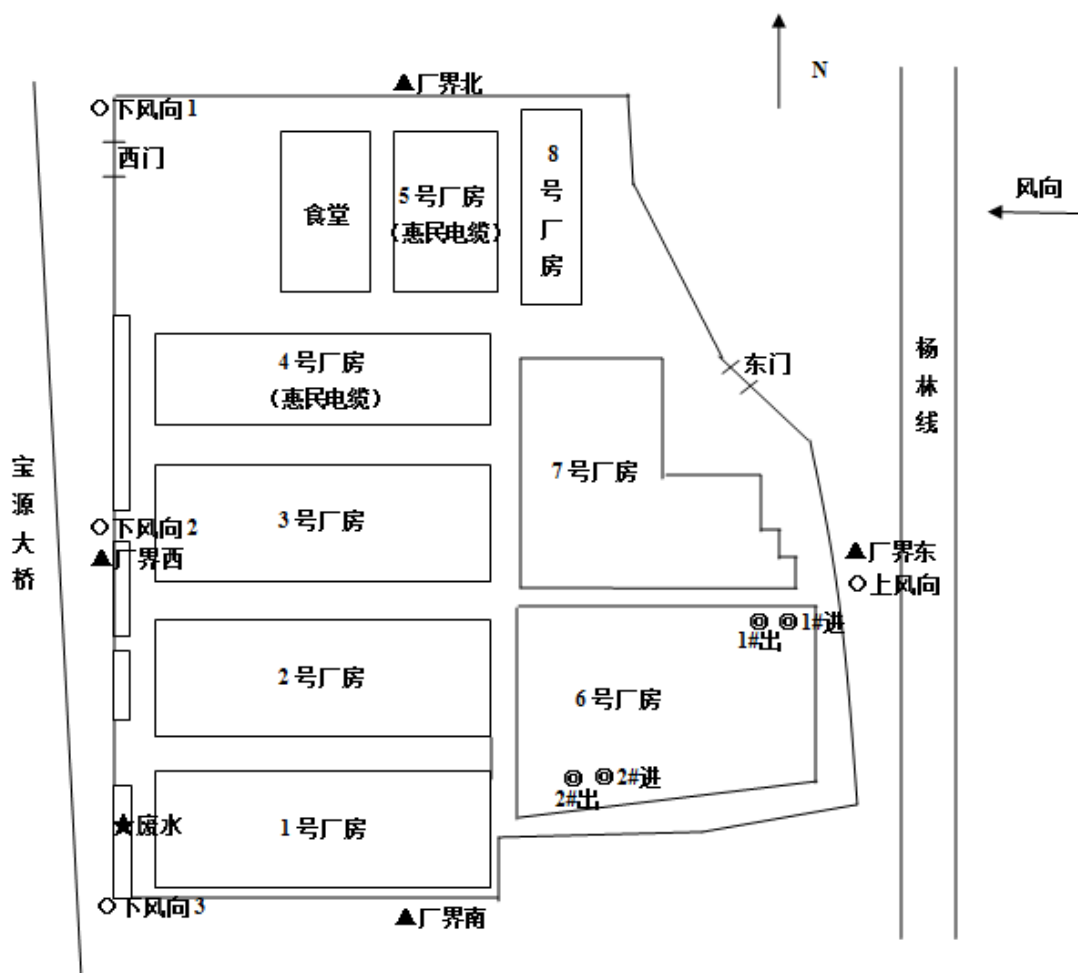 N
▲厂界北
○下风向1
西门
食堂
5号厂房
（惠民电缆）
8号厂房
风向
4号厂房
（惠民电缆）
东门
杨林线
宝源大桥
3号厂房
7号厂房
○下风向2
▲厂界西
▲厂界东
○上风向
◎ ◎1#进
1#出
2号厂房
6号厂房
◎ ◎2#进
2#出
★废水
1号厂房
○下风向3
▲厂界南